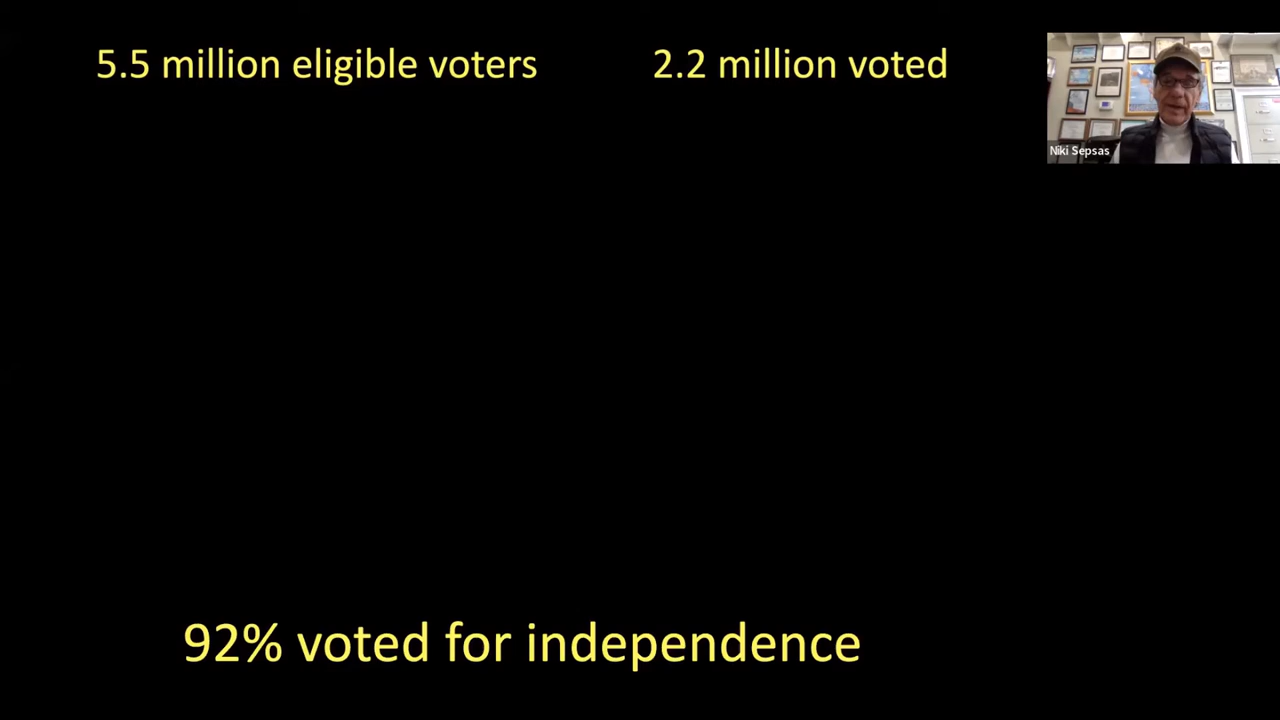 5.5 million eligible voters
2.2 million voted
Niki Sepsas
92% voted for independence